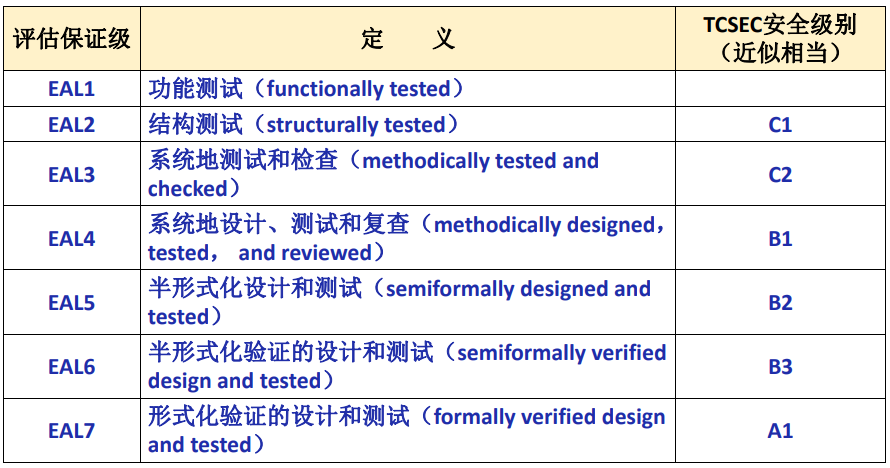 评估保证级 定 义 TCSEC安全级别
（近似相当）
EAL1 功能测试（functionally tested）
EAL2 结构测试（structurally tested） C1
EAL3 系统地测试和检查（methodically tested and
checked） C2
EAL4 系统地设计、测试和复查（methodically designed，
tested， and reviewed） B1
EAL5 半形式化设计和测试（semiformally designed and
tested） B2
EAL6 半形式化验证的设计和测试（semiformally verified
design and tested） B3
EAL7 形式化验证的设计和测试（formally verified design
and tested） A1